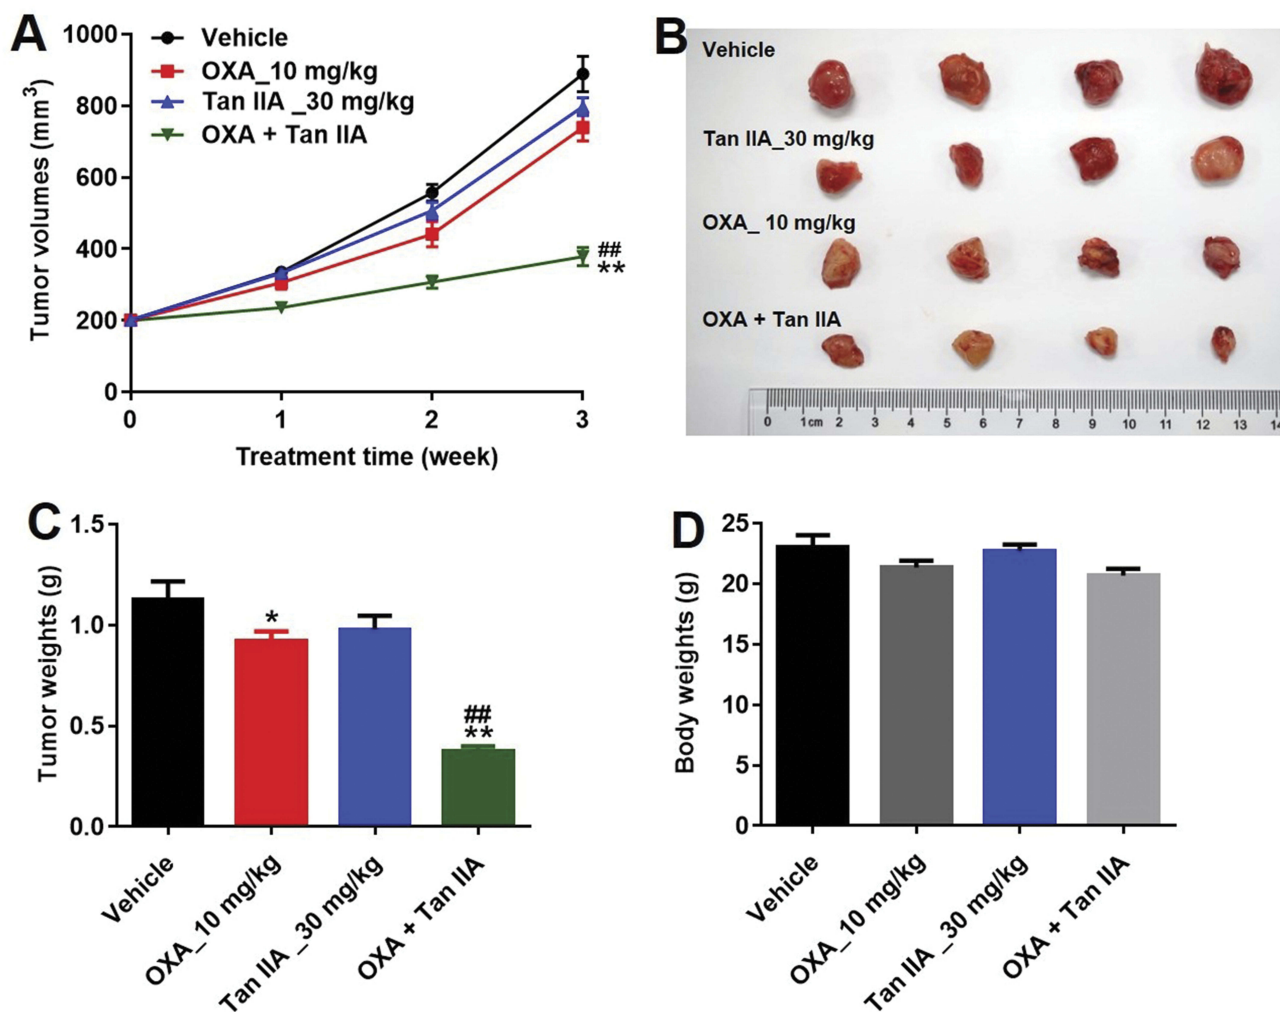 A
1000
800
600
400
200
0
Tumor volumes (mm³)
Vehicle
OXA_10 mg/kg
Tan IIA _30 mg/kg
OXA + Tan IIA
##
**
0 1 2 3
Treatment time (week)
B
Vehicle
Tan IIA_30 mg/kg
OXA_ 10 mg/kg
OXA + Tan IIA
0 1cm 2 3 4 5 6 7 8 9 10 11 12 13 14
C
1.5
1.0
0.5
0.0
Tumor weights (g)
*
##
**
Vehicle
OXA_10 mg/kg
Tan IIA _30 mg/kg
OXA + Tan IIA
D
25
20
15
10
5
0
Body weights (g)
Vehicle
OXA_10 mg/kg
Tan IIA _30 mg/kg
OXA + Tan IIA